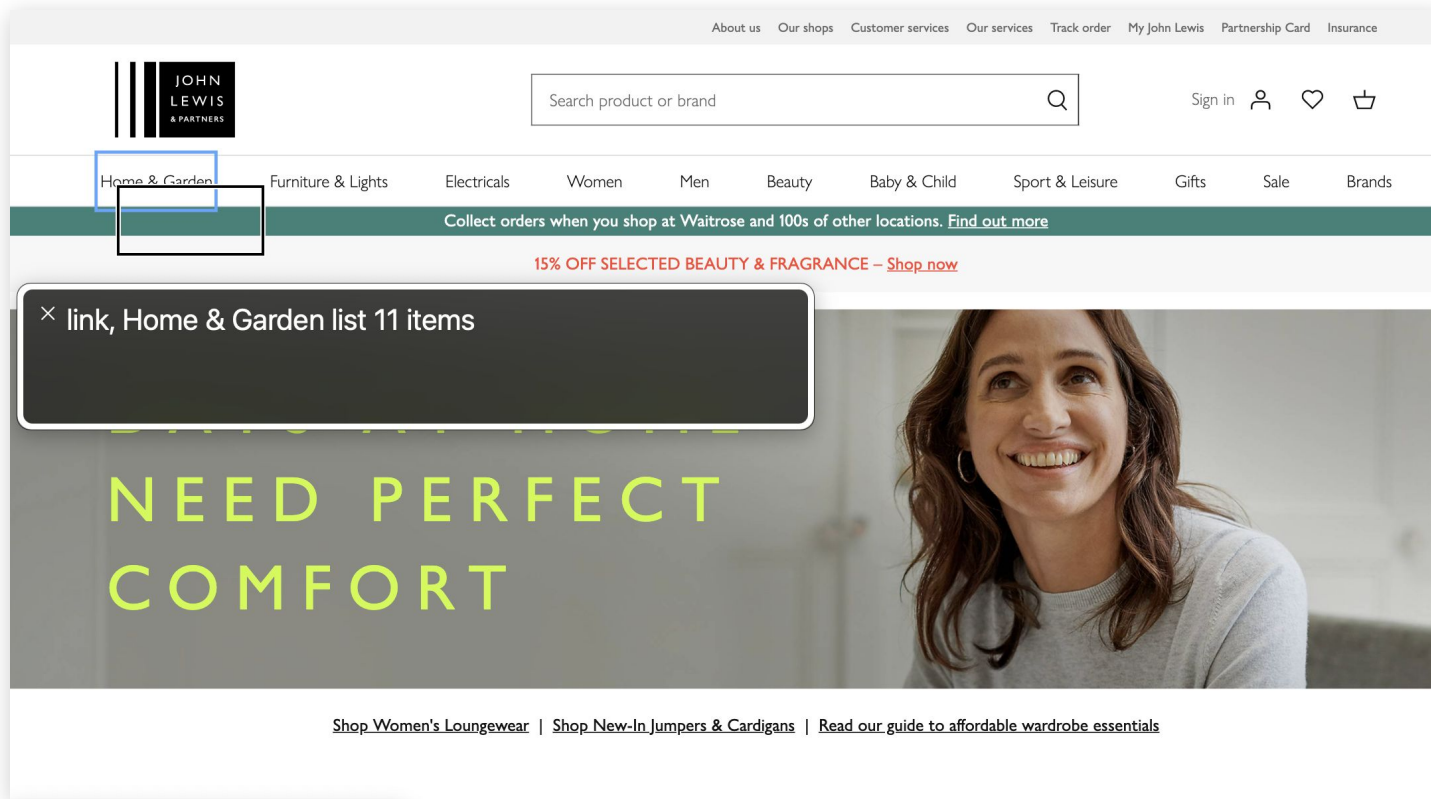 About us Our shops Customer services Our services Track order My John Lewis Partnership Card Insurance
JOHN
LEWIS
& PARTNERS
Search product or brand
Sign in
Home & Garden Furniture & Lights Electricals Women Men Beauty Baby & Child Sport & Leisure Gifts Sale Brands
Collect orders when you shop at Waitrose and 100s of other locations. Find out more
15% OFF SELECTED BEAUTY & FRAGRANCE – Shop now
link, Home & Garden list 11 items
NEED PERFECT
COMFORT
Shop Women's Loungewear | Shop New-In Jumpers & Cardigans | Read our guide to affordable wardrobe essentials